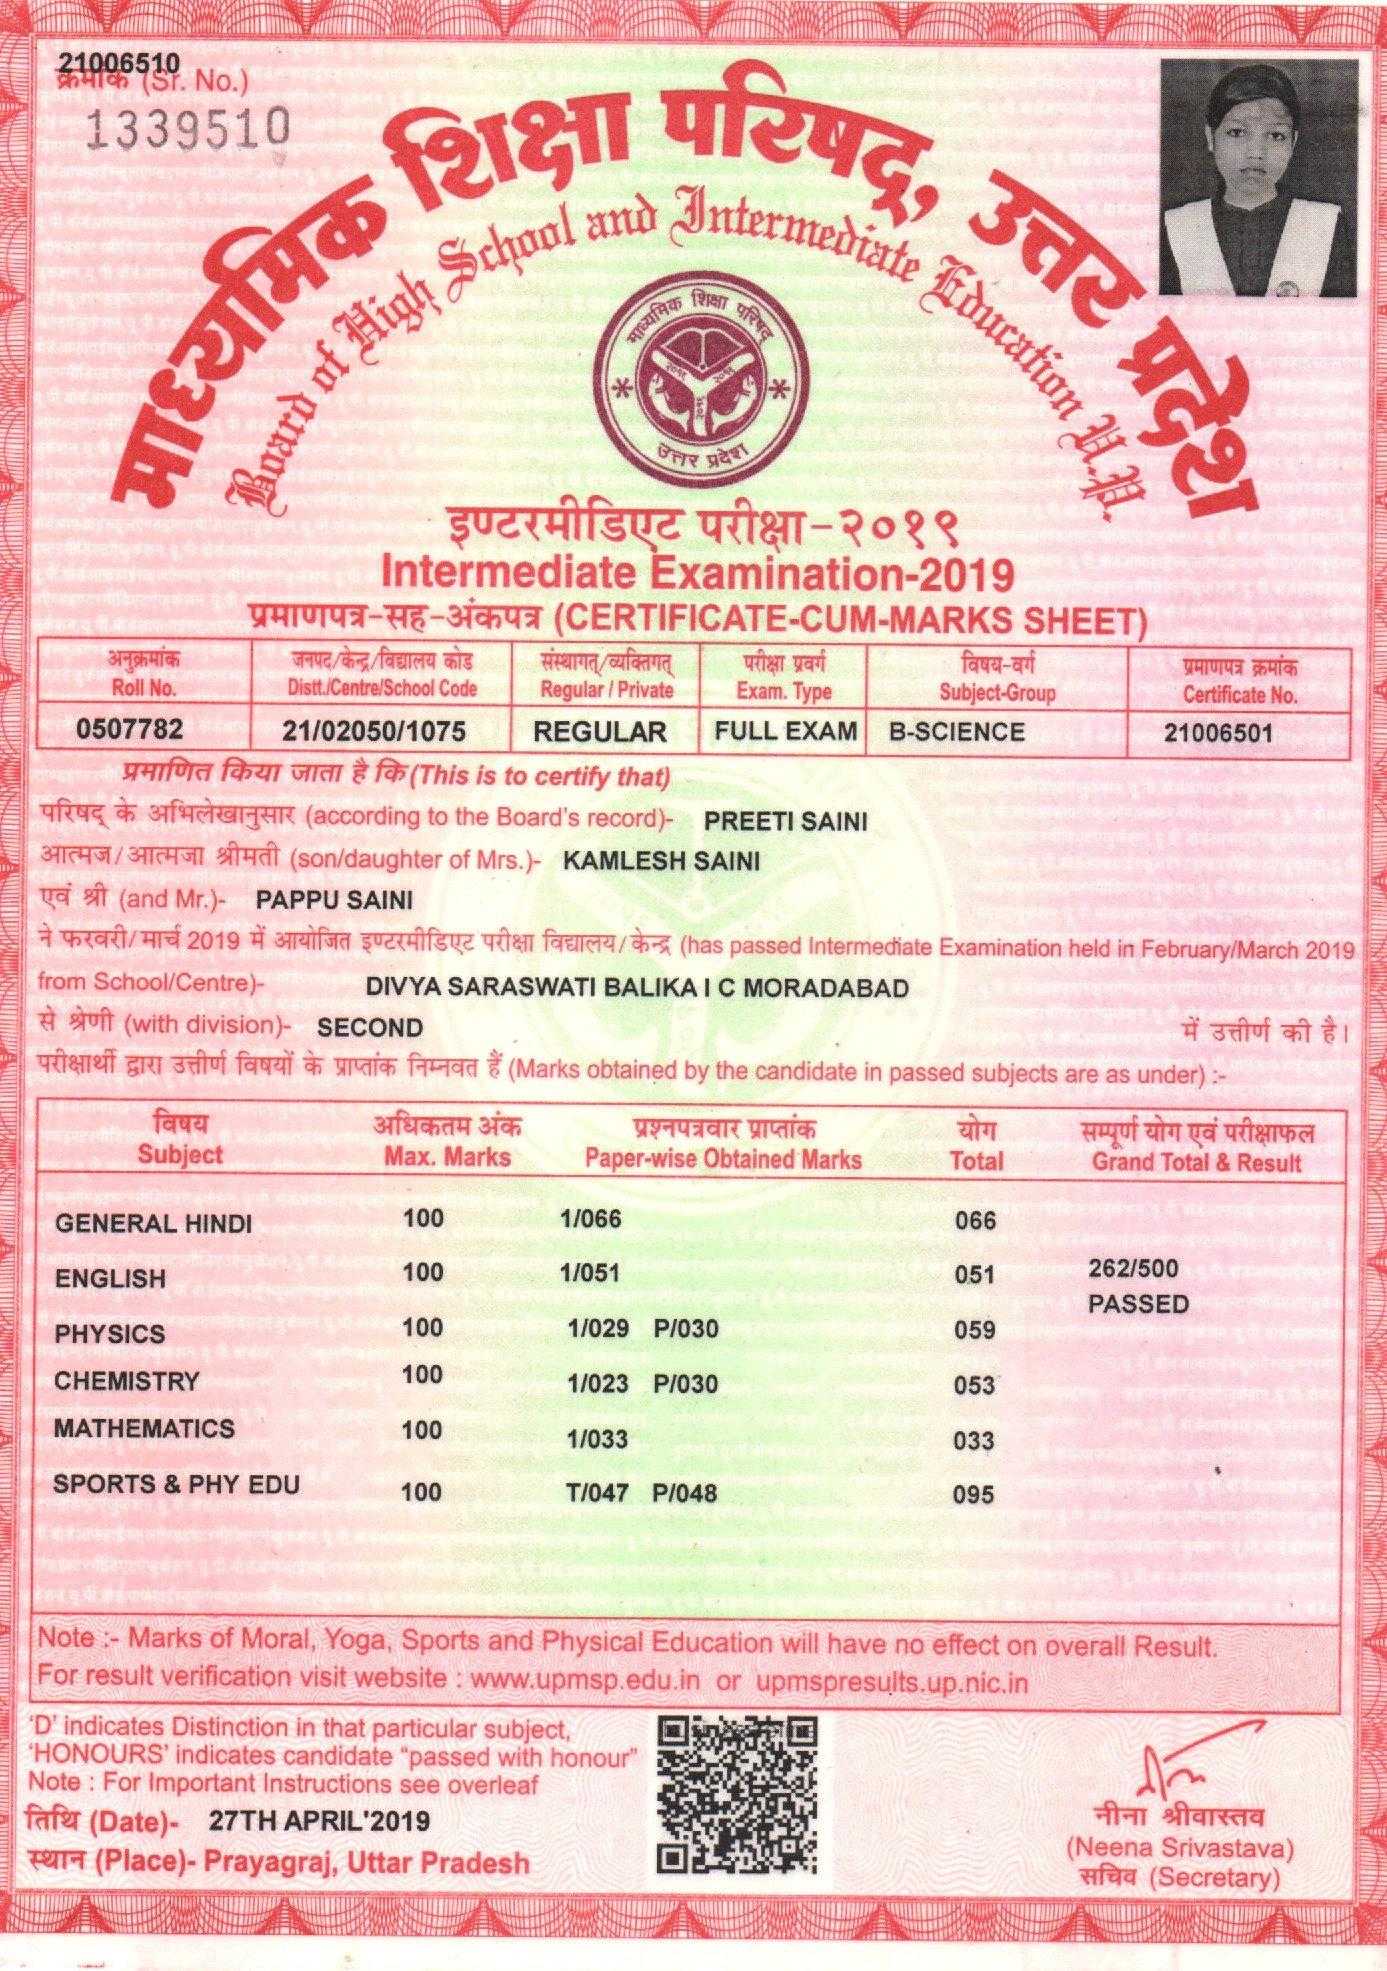 21006510
क्रमांक (Sr. No.)
1339510
माध्यमिक शिक्षा परिषद्, उत्तर प्रदेश
Board of High School and Intermediate Education U.P.
माध्यमिक शिक्षा परिषद्
२०१९ २०१९
२०१९
उत्तर प्रदेश
इण्टरमीडिएट परीक्षा-२०१९
Intermediate Examination-2019
प्रमाणपत्र-सह-अंकपत्र (CERTIFICATE-CUM-MARKS SHEET)
अनुक्रमांक जनपद/केन्द्र/विद्यालय कोड संस्थागत्/व्यक्तिगत् परीक्षा प्रवर्ग विषय-वर्ग प्रमाणपत्र क्रमांक
Roll No. Distt./Centre/School Code Regular / Private Exam. Type Subject-Group Certificate No.
0507782 21/02050/1075 REGULAR FULL EXAM B-SCIENCE 21006501
प्रमाणित किया जाता है कि (This is to certify that)
परिषद् के अभिलेखानुसार (according to the Board's record)- PREETI SAINI
आत्मज/आत्मजा श्रीमती (son/daughter of Mrs.)- KAMLESH SAINI
एवं श्री (and Mr.)- PAPPU SAINI
ने फरवरी/मार्च 2019 में आयोजित इण्टरमीडिएट परीक्षा विद्यालय/केन्द्र (has passed Intermediate Examination held in February/March 2019
from School/Centre)- DIVYA SARASWATI BALIKA I C MORADABAD
से श्रेणी (with division)- SECOND में उत्तीर्ण की है।
परीक्षार्थी द्वारा उत्तीर्ण विषयों के प्राप्तांक निम्नवत हैं (Marks obtained by the candidate in passed subjects are as under) :-
विषय अधिकतम अंक प्रश्नपत्रवार प्राप्तांक योग सम्पूर्ण योग एवं परीक्षाफल
Subject Max. Marks Paper-wise Obtained Marks Total Grand Total & Result
GENERAL HINDI 100 1/066 066
ENGLISH 100 1/051 051 262/500
PASSED
PHYSICS 100 1/029 P/030 059
CHEMISTRY 100 1/023 P/030 053
MATHEMATICS 100 1/033 033
SPORTS & PHY EDU 100 T/047 P/048 095
Note :- Marks of Moral, Yoga, Sports and Physical Education will have no effect on overall Result.
For result verification visit website : www.upmsp.edu.in or upmspresults.up.nic.in
'D' indicates Distinction in that particular subject,
'HONOURS' indicates candidate "passed with honour"
Note : For Important Instructions see overleaf
तिथि (Date)- 27TH APRIL'2019
स्थान (Place)- Prayagraj, Uttar Pradesh
नीना श्रीवास्तव
(Neena Srivastava)
सचिव (Secretary)